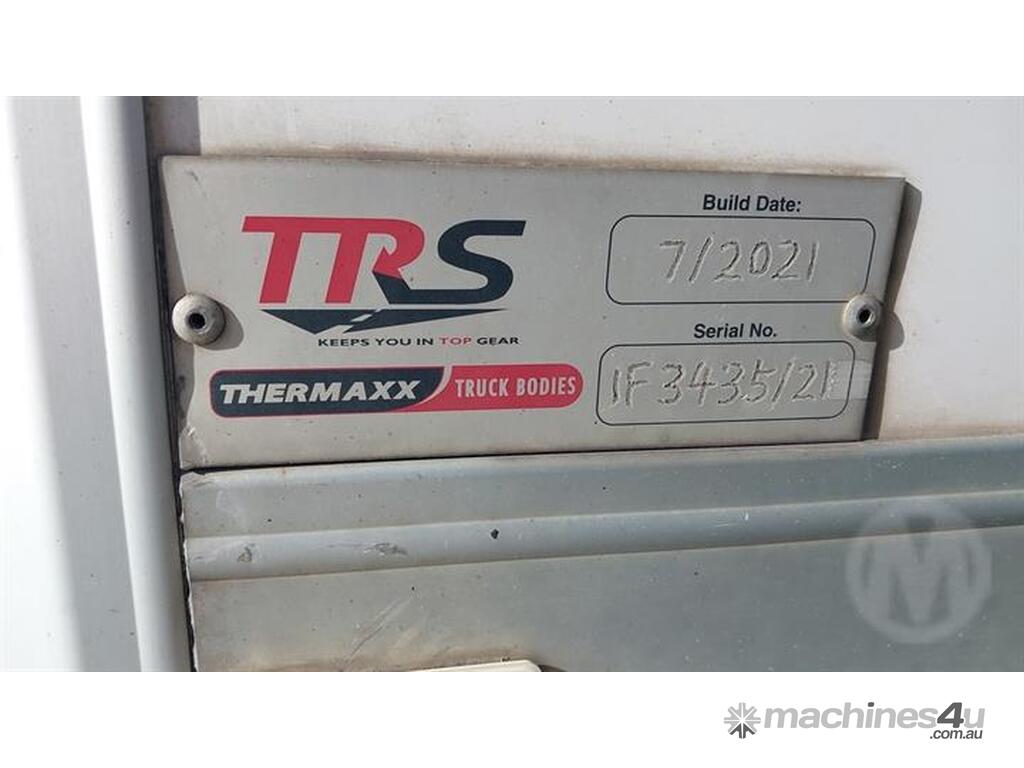 TRS
KEEPS YOU IN TOP GEAR
THERMAXX TRUCK BODIES
Build Date:
7/2021
Serial No.
1F3435/21
M
machines4u
.com.au